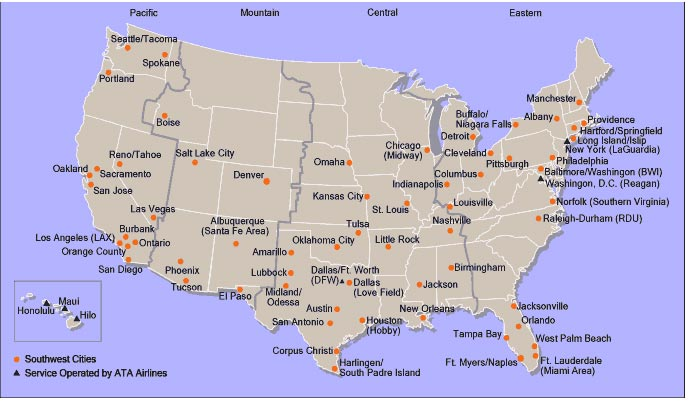 Pacific
Mountain
Central
Eastern
Seattle/Tacoma
Spokane
Portland
Boise
Reno/Tahoe
Oakland
Sacramento
San Jose
Las Vegas
Burbank
Los Angeles (LAX)
Ontario
Orange County
San Diego
Phoenix
Tucson
Salt Lake City
Denver
Albuquerque
(Santa Fe Area)
El Paso
Omaha
Kansas City
St. Louis
Tulsa
Oklahoma City
Little Rock
Amarillo
Lubbock
Midland/
Odessa
Dallas/Ft. Worth
(DFW)
Dallas
(Love Field)
Austin
San Antonio
Houston
(Hobby)
Corpus Christi
Harlingen/
South Padre Island
New Orleans
Jackson
Birmingham
Nashville
Louisville
Chicago
(Midway)
Indianapolis
Columbus
Cleveland
Detroit
Buffalo/
Niagara Falls
Pittsburgh
Albany
Manchester
Providence
Hartford/Springfield
Long Island/Islip
New York (LaGuardia)
Philadelphia
Baltimore/Washingon (BWI)
Washingon, D.C. (Reagan)
Norfolk (Southern Virginia)
Raleigh-Durham (RDU)
Jacksonville
Orlando
Tampa Bay
West Palm Beach
Ft. Myers/Naples
Ft. Lauderdale
(Miami Area)
Maui
Honolulu
Hilo
Southwest Cities
Service Operated by ATA Airlines